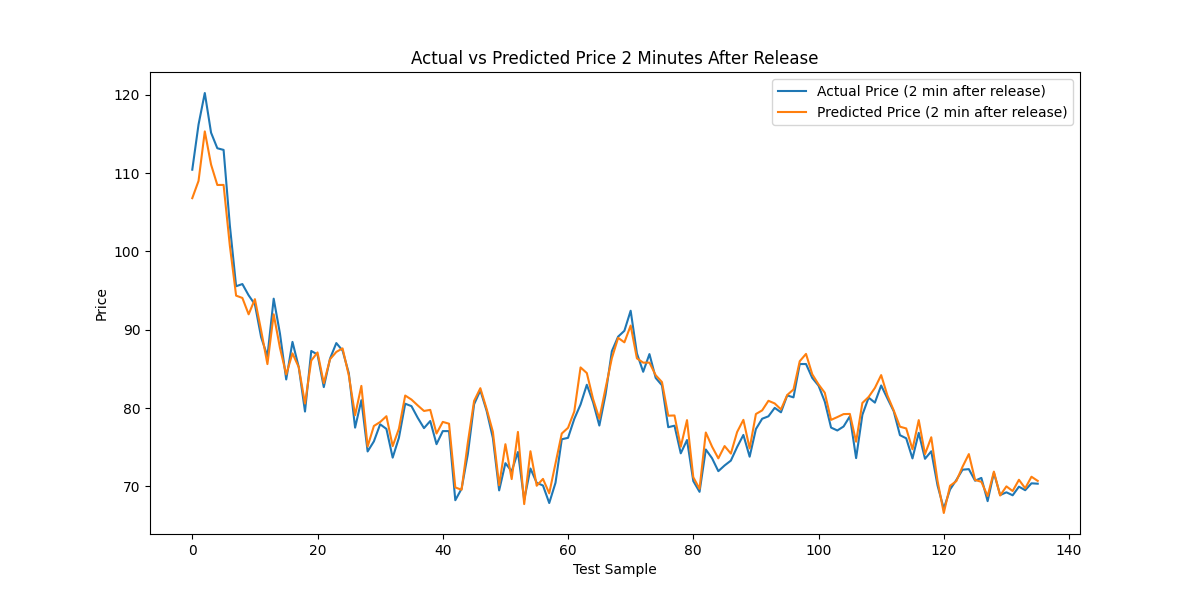 Actual vs Predicted Price 2 Minutes After Release
Actual Price (2 min after release)
Predicted Price (2 min after release)
120
110
100
90
80
70
Price
0 20 40 60 80 100 120 140
Test Sample